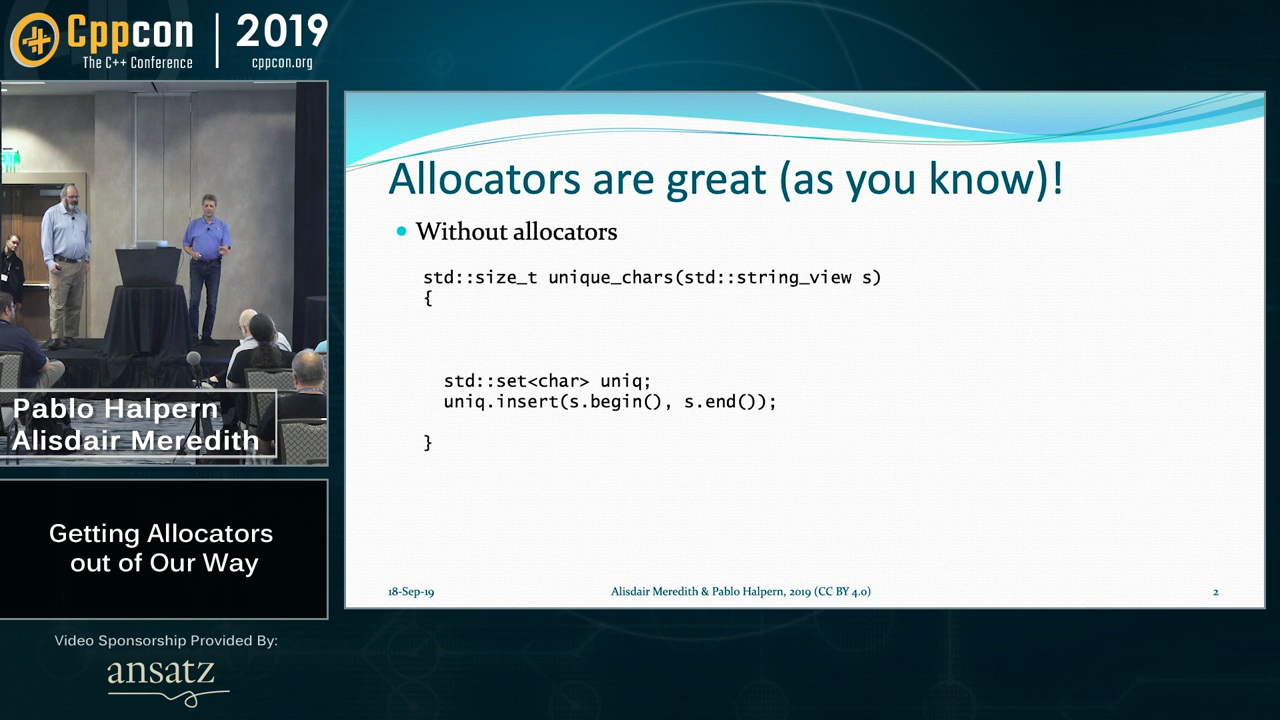 Cppcon | 2019
The C++ Conference cppcon.org
Pablo Halpern
Alisdair Meredith
Getting Allocators
out of Our Way
Video Sponsorship Provided By:
ansatz
Allocators are great (as you know)!
• Without allocators
std::size_t unique_chars(std::string_view s)
{
std::set<char> uniq;
uniq.insert(s.begin(), s.end());
}
18-Sep-19 Alisdair Meredith & Pablo Halpern, 2019 (CC BY 4.0) 2